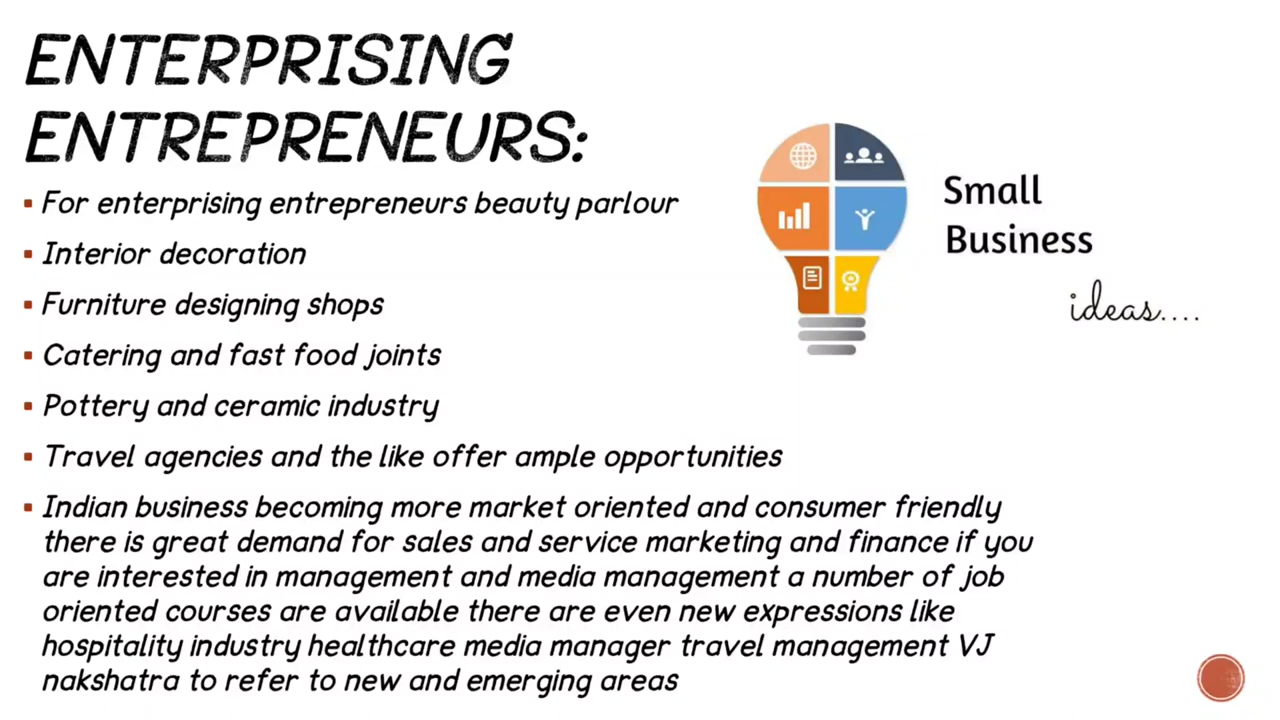 ENTERPRISING
ENTREPRENEURS:
For enterprising entrepreneurs beauty parlour
Interior decoration
Furniture designing shops
Catering and fast food joints
Pottery and ceramic industry
Travel agencies and the like offer ample opportunities
Indian business becoming more market oriented and consumer friendly
there is great demand for sales and service marketing and finance if you
are interested in management and media management a number of job
oriented courses are available there are even new expressions like
hospitality industry healthcare media manager travel management VJ
nakshatra to refer to new and emerging areas
Small
Business
ideas....